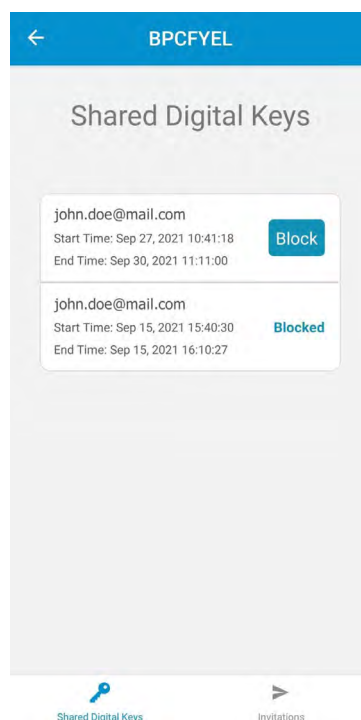 BPCFYEL
Shared Digital Keys
john.doe@mail.com
Start Time: Sep 27, 2021 10:41:18
End Time: Sep 30, 2021 11:11:00
Block
john.doe@mail.com
Start Time: Sep 15, 2021 15:40:30
End Time: Sep 15, 2021 16:10:27
Blocked
Shared Digital Keys
Invitations